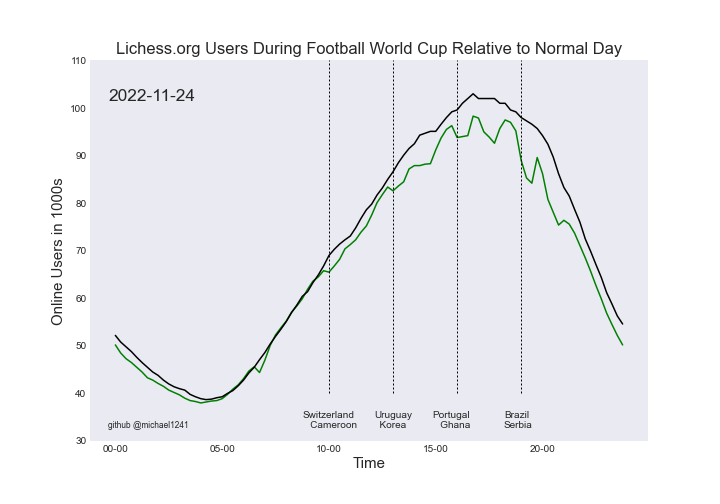 Lichess.org Users During Football World Cup Relative to Normal Day
110
2022-11-24
100
90
80
70
60
50
40
30
Online Users in 1000s
Switzerland Uruguay Portugal Brazil
Cameroon Korea Ghana Serbia
github @michael1241
00-00 05-00 10-00 15-00 20-00
Time